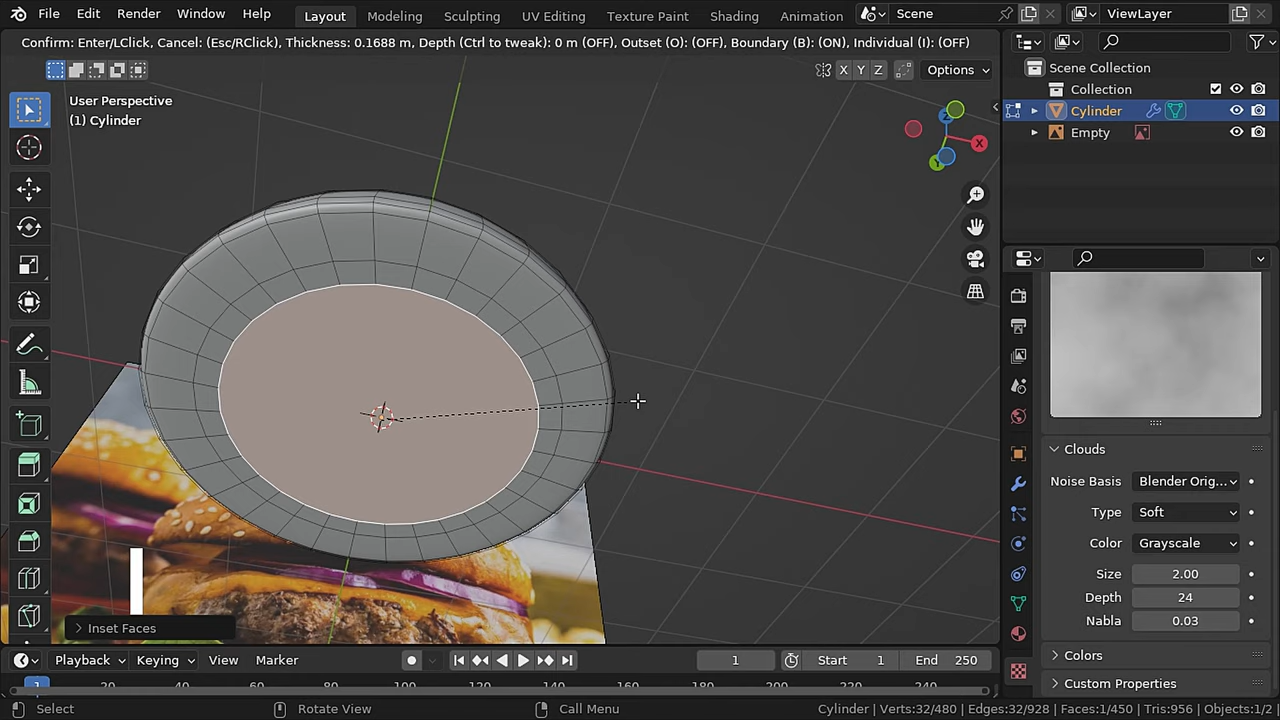 File Edit Render Window Help Layout Modeling Sculpting UV Editing Texture Paint Shading Animation Scene ViewLayer
Confirm: Enter/LClick, Cancel: (Esc/RClick), Thickness: 0.1688 m, Depth (Ctrl to tweak): 0 m (OFF), Outset (O): (OFF), Boundary (B): (ON), Individual (I): (OFF)
X Y Z Options
User Perspective
(1) Cylinder
Z
X
Y
Inset Faces
Scene Collection
Collection
Cylinder
Empty
Clouds
Noise Basis Blender Orig...
Type Soft
Color Grayscale
Size 2.00
Depth 24
Nabla 0.03
Colors
Custom Properties
Playback Keying View Marker 1 Start 1 End 250
1 20 40 60 80 100 120 140 160 180 200 220 240
Select Rotate View Call Menu Cylinder | Verts:32/480 | Edges:32/928 | Faces:1/450 | Tris:956 | Objects:1/2